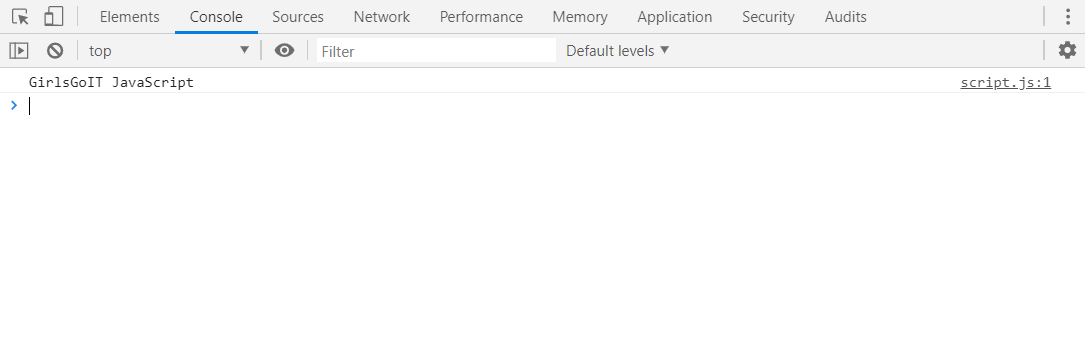 Elements Console Sources Network Performance Memory Application Security Audits
top Filter Default levels
GirlsGoIT JavaScript script.js:1